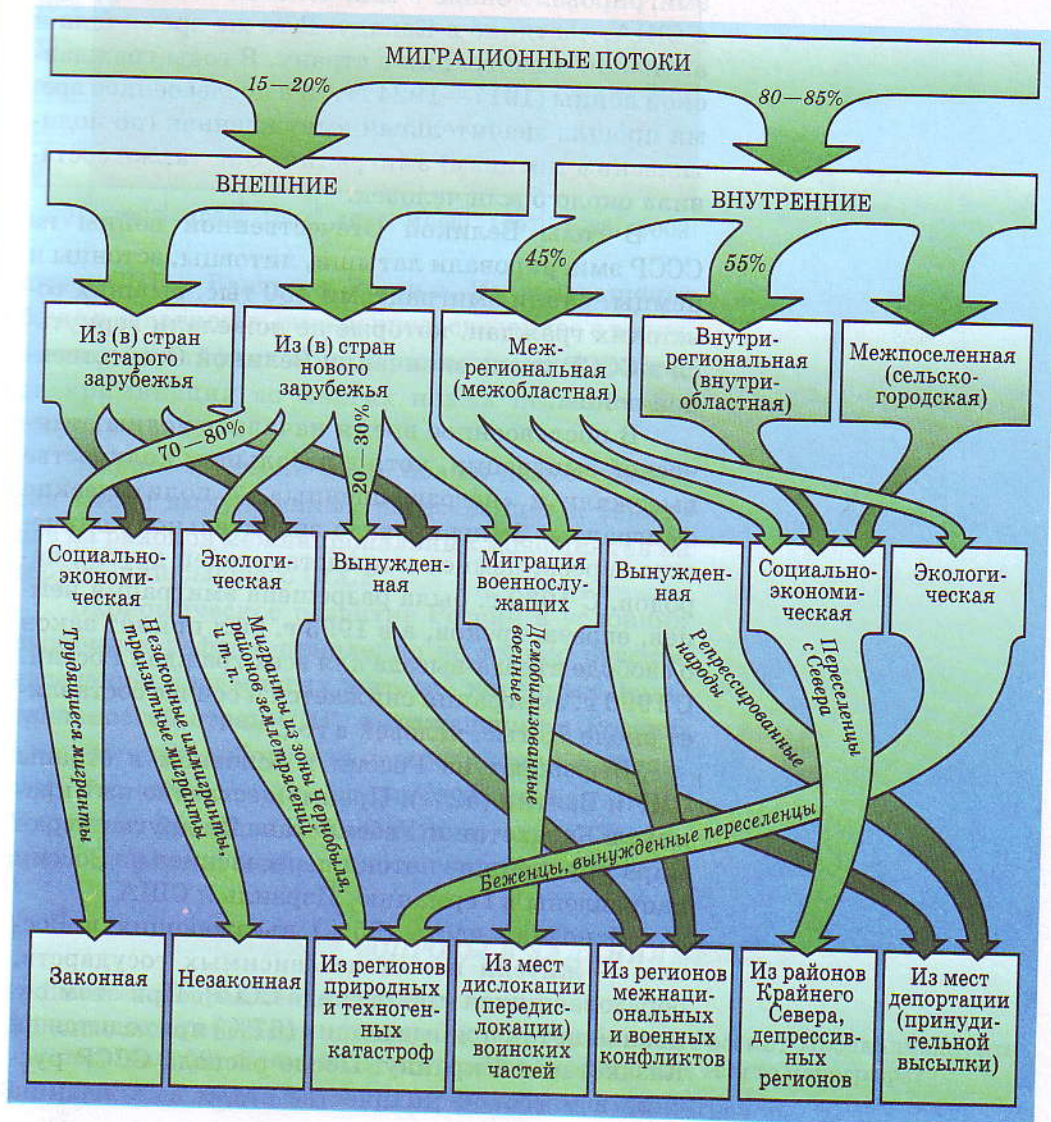 МИГРАЦИОННЫЕ ПОТОКИ
15—20%
80—85%
ВНЕШНИЕ
ВНУТРЕННИЕ
45%
55%
Из (в) стран
старого
зарубежья
Из (в) стран
нового
зарубежья
Меж-
региональная
(межобластная)
Внутри-
региональная
(внутри-
областная)
Межпоселенная
(сельско-
городская)
70—80%
20—30%
Социально-
экономи-
ческая
Экологи-
ческая
Вынужден-
ная
Миграция
военнослу-
жащих
Вынужден-
ная
Социально-
экономи-
ческая
Экологи-
ческая
Трудящиеся мигранты
Незаконные иммигранты,
транзитные мигранты
Мигранты из зоны Чернобыля,
районов землетрясений
и т. п.
Демобилизованные
военные
Репрессированные
народы
Переселенцы
с Севера
Беженцы, вынужденные переселенцы
Законная
Незаконная
Из регионов
природных
и техногенных
катастроф
Из мест
дислокации
(передис-
локации)
воинских
частей
Из регионов
межнаци-
ональных
и военных
конфликтов
Из районов
Крайнего
Севера,
депрессив-
ных
регионов
Из мест
депортации
(принуди-
тельной
высылки)